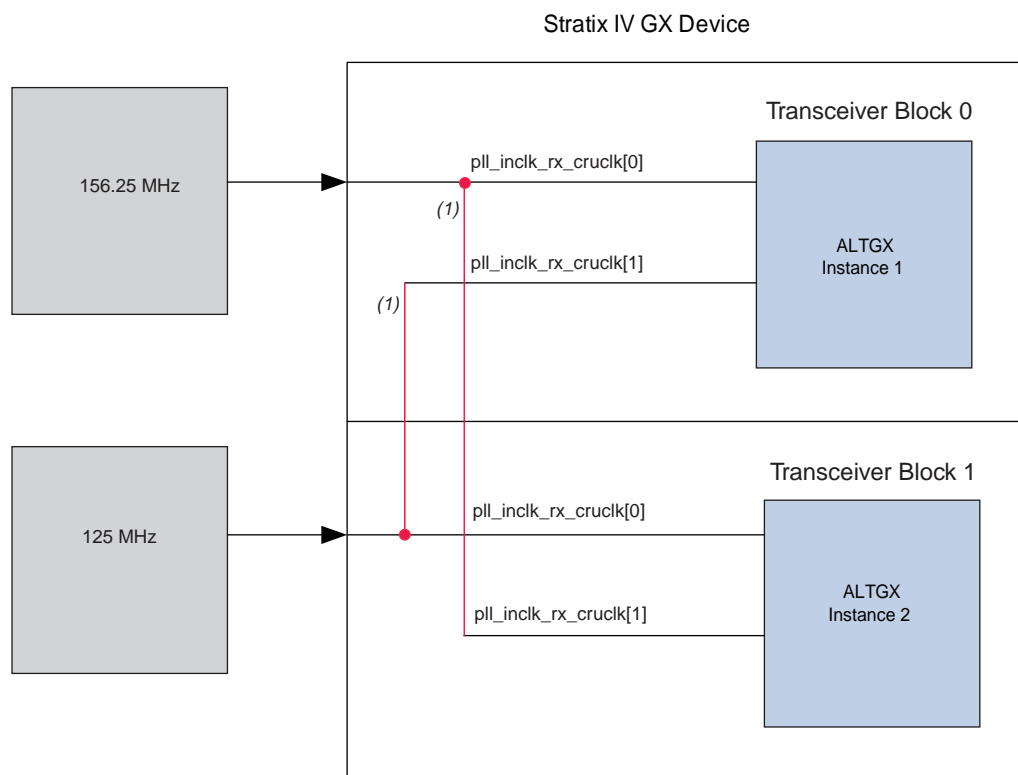 Stratix IV GX Device
Transceiver Block 0
156.25 MHz
pll_inclk_rx_cruclk[0]
(1)
ALTGX
Instance 1
pll_inclk_rx_cruclk[1]
(1)
Transceiver Block 1
125 MHz
pll_inclk_rx_cruclk[0]
ALTGX
Instance 2
pll_inclk_rx_cruclk[1]